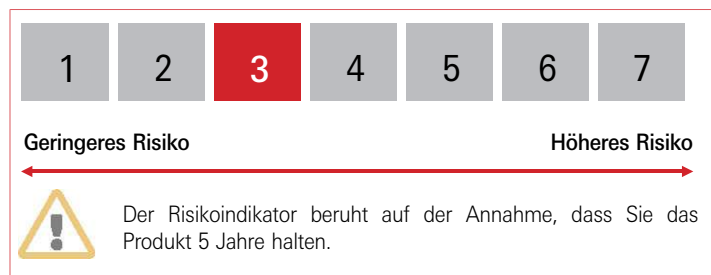 1 2 3 4 5 6 7
Geringeres Risiko Höheres Risiko
Der Risikoindikator beruht auf der Annahme, dass Sie das
Produkt 5 Jahre halten.